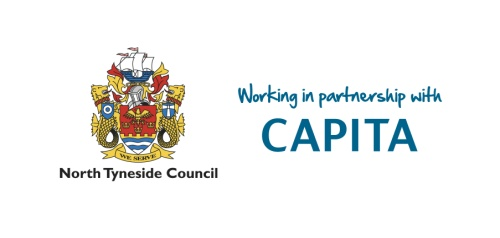 WE SERVE
North Tyneside Council
Working in partnership with
CAPITA